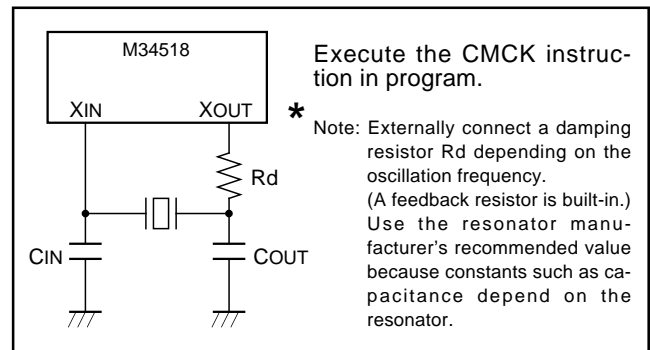 M34518
XIN
XOUT
Rd
CIN
COUT
*
Execute the CMCK instruc-
tion in program.
Note: Externally connect a damping
resistor Rd depending on the
oscillation frequency.
(A feedback resistor is built-in.)
Use the resonator manu-
facturer’s recommended value
because constants such as ca-
pacitance depend on the
resonator.